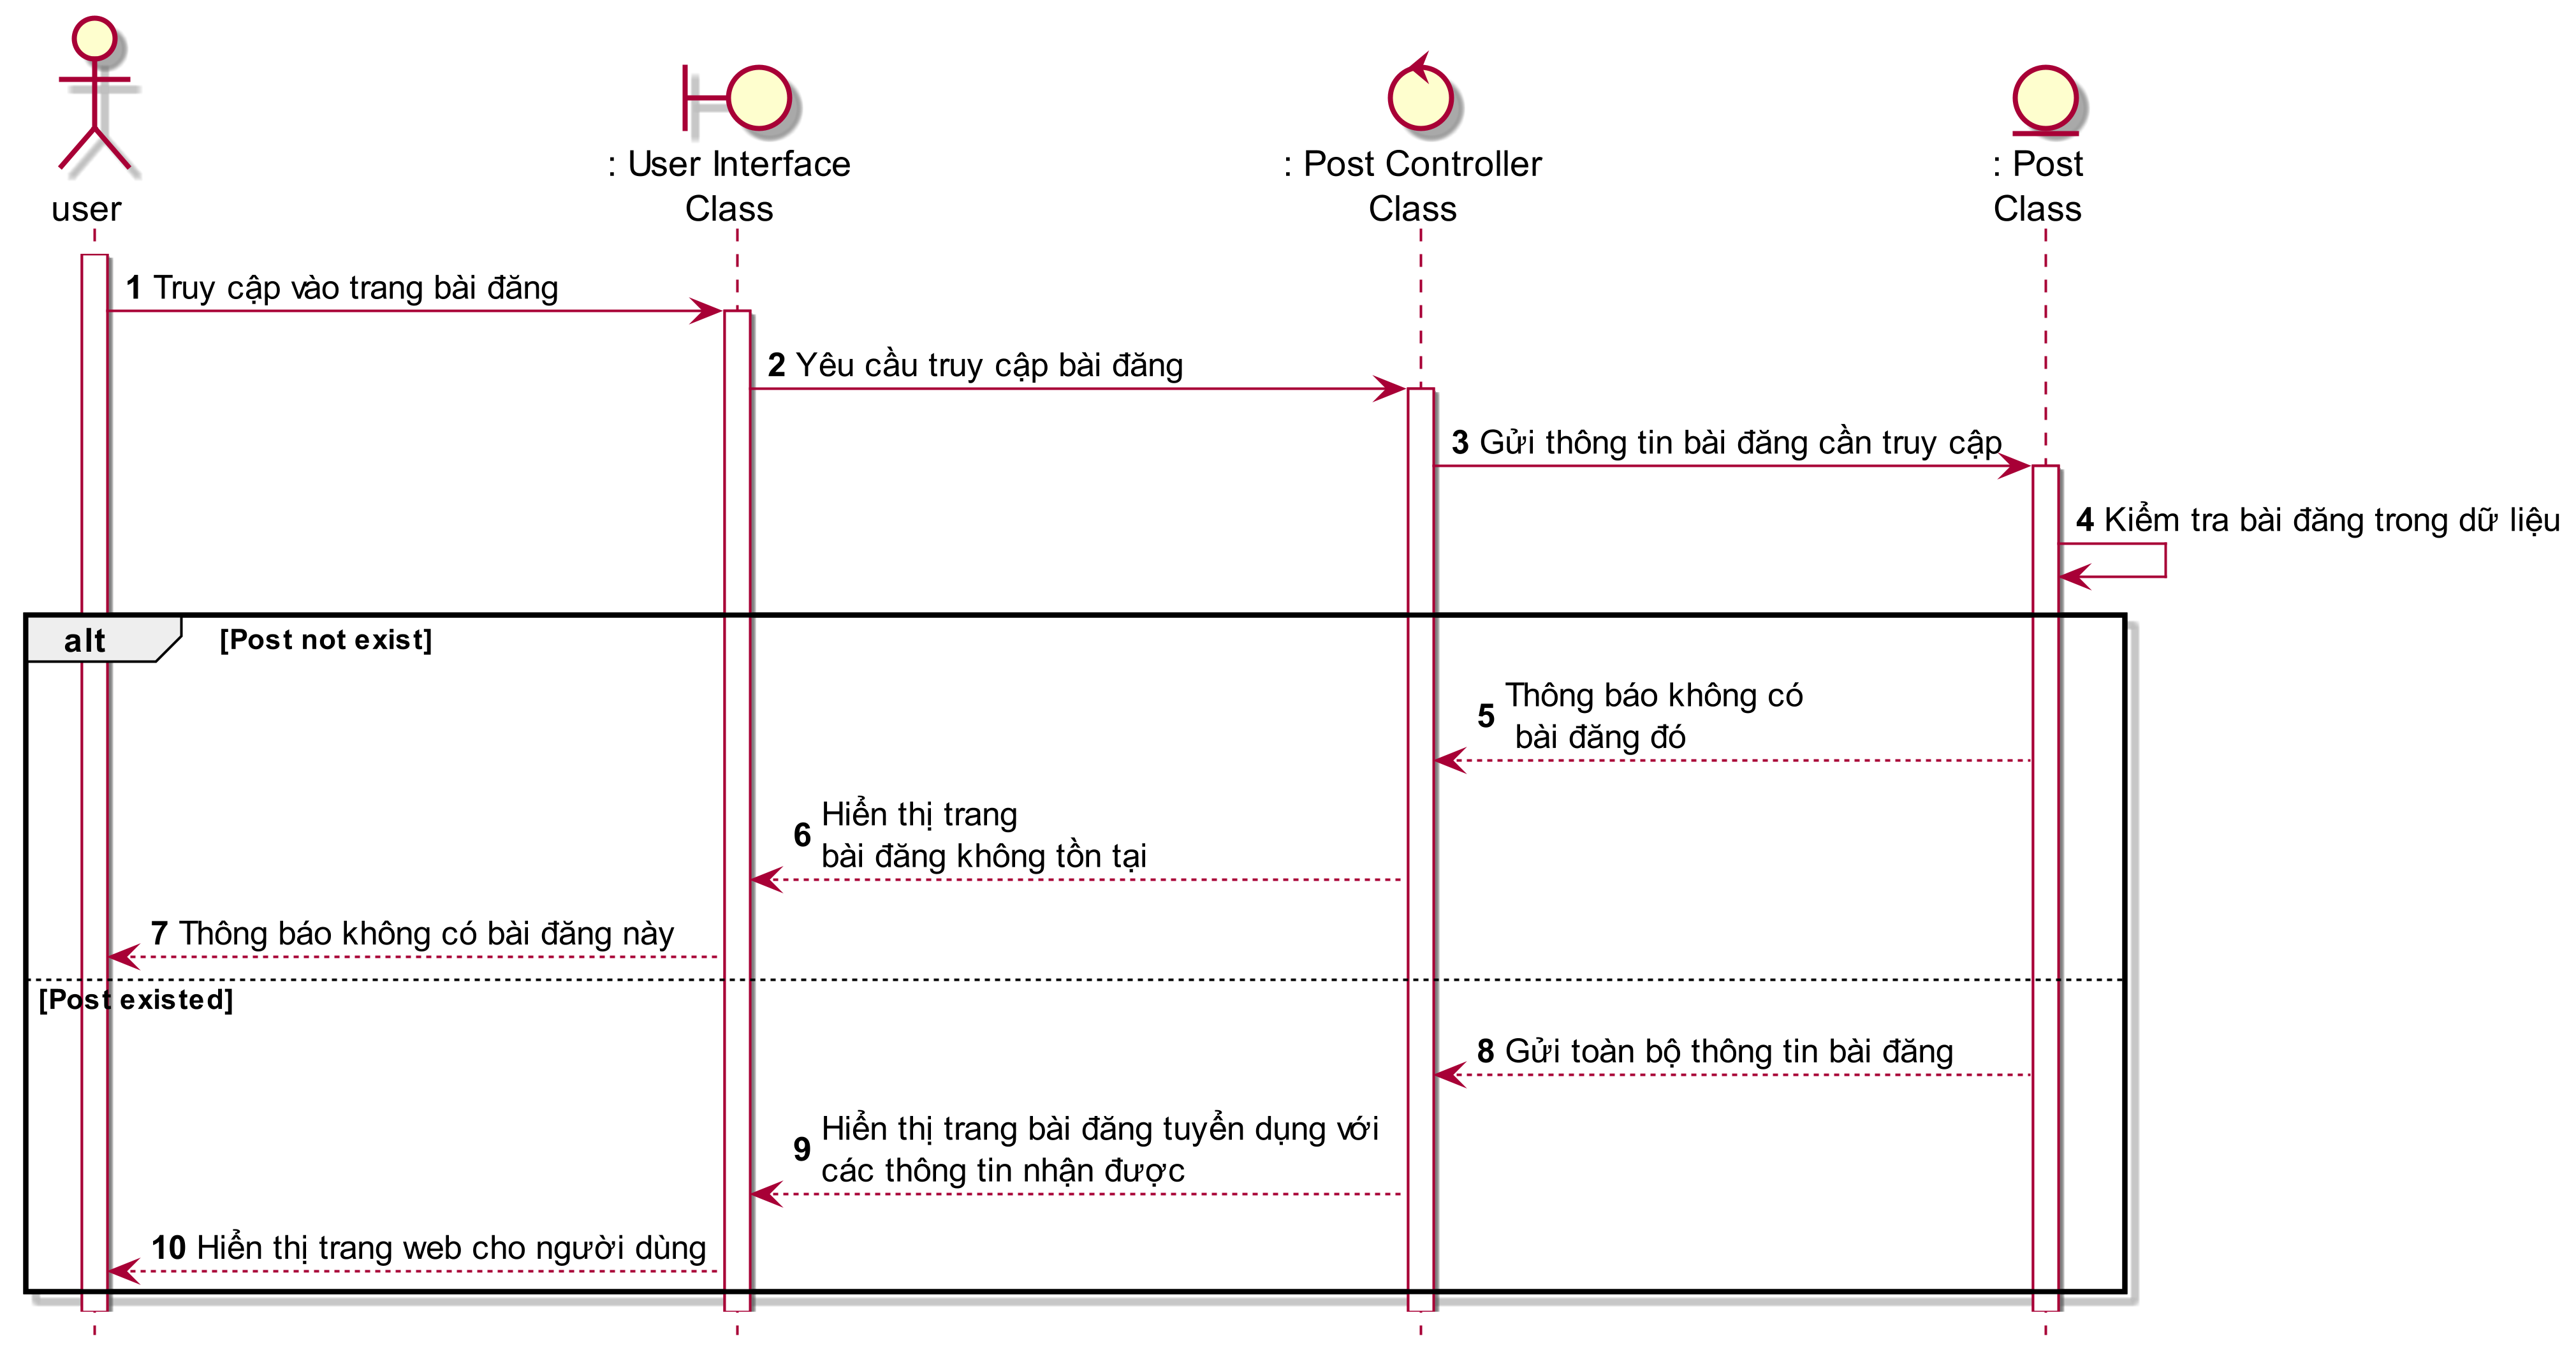 user
: User Interface
Class
: Post Controller
Class
: Post
Class
1 Truy cập vào trang bài đăng
2 Yêu cầu truy cập bài đăng
3 Gửi thông tin bài đăng cần truy cập
4 Kiểm tra bài đăng trong dữ liệu
alt [Post not exist]
5 Thông báo không có
bài đăng đó
6 Hiển thị trang
bài đăng không tồn tại
7 Thông báo không có bài đăng này
[Post existed]
8 Gửi toàn bộ thông tin bài đăng
9 Hiển thị trang bài đăng tuyển dụng với
các thông tin nhận được
10 Hiển thị trang web cho người dùng